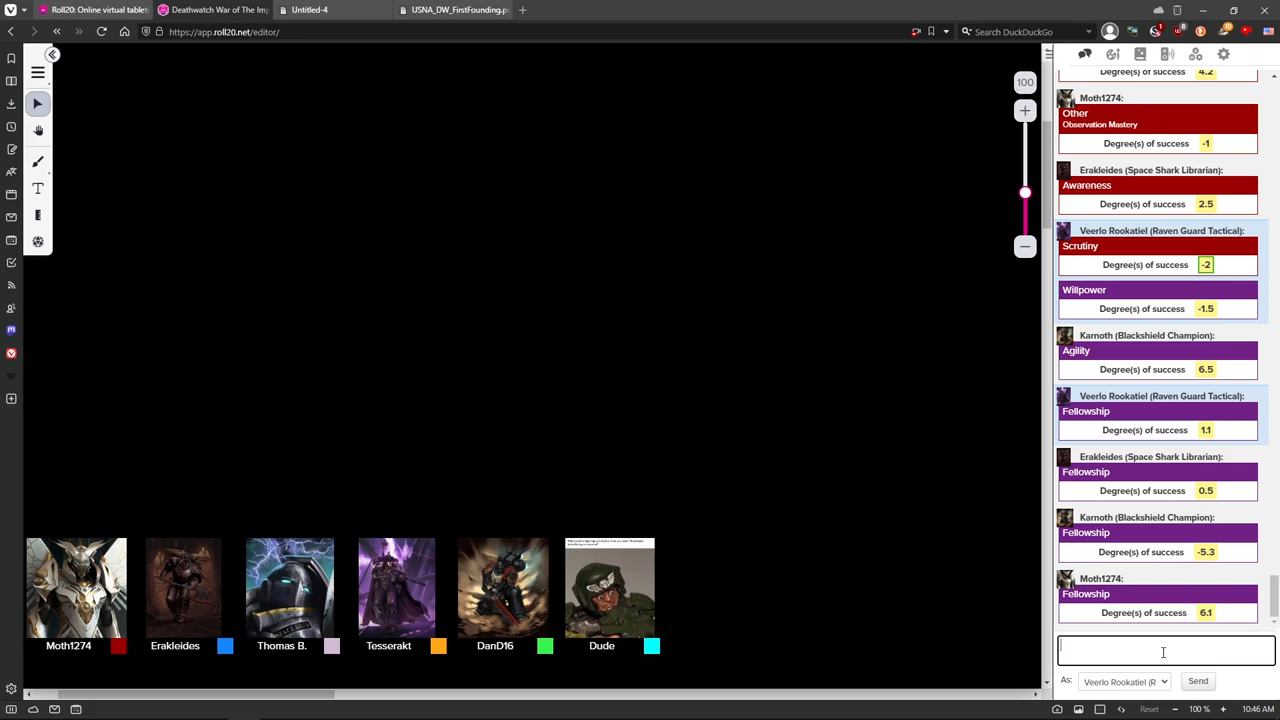 Roll20: Online virtual tablet
Deathwatch War of The Imp
Untitled-4
USNA_DW_FirstFounding.p
https://app.roll20.net/editor/
Search DuckDuckGo
100
Degree(s) of success 4.2
Moth1274:
Other
Observation Mastery
Degree(s) of success -1
Erakleides (Space Shark Librarian):
Awareness
Degree(s) of success 2.5
Veerlo Rookatiel (Raven Guard Tactical):
Scrutiny
Degree(s) of success -2
Willpower
Degree(s) of success -1.5
Karnoth (Blackshield Champion):
Agility
Degree(s) of success 6.5
Veerlo Rookatiel (Raven Guard Tactical):
Fellowship
Degree(s) of success 1.1
Erakleides (Space Shark Librarian):
Fellowship
Degree(s) of success 0.5
Karnoth (Blackshield Champion):
Fellowship
Degree(s) of success -5.3
Moth1274:
Fellowship
Degree(s) of success 6.1
As: Veerlo Rookatiel (R Send
Moth1274
Erakleides
Thomas B.
Tesserakt
DanD16
Dude
Reset 100 % 10:46 AM